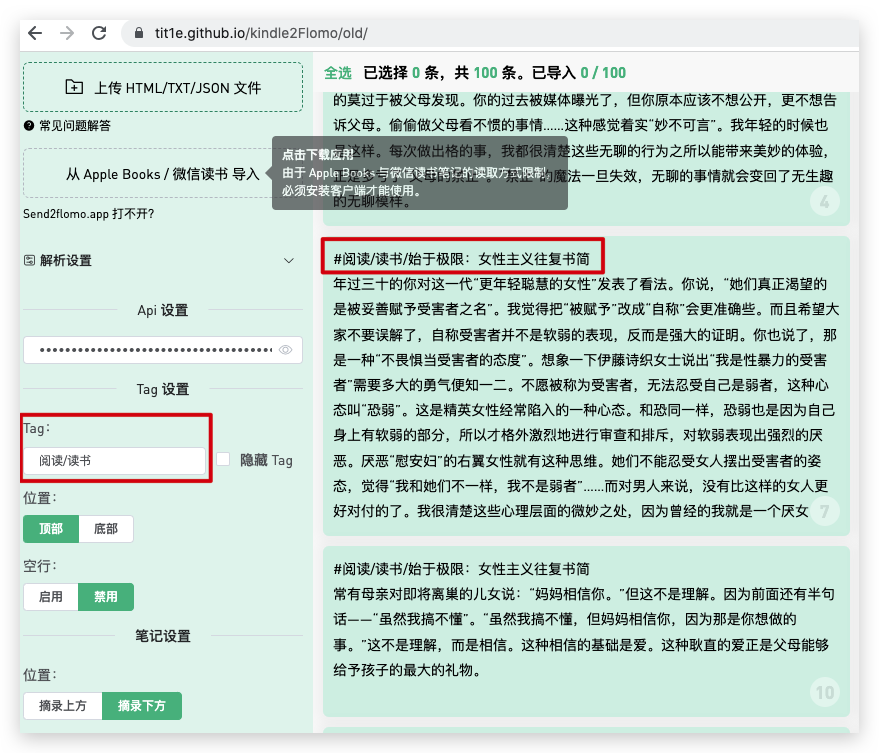 tit1e.github.io/kindle2Flomo/old/
上传 HTML/TXT/JSON 文件
常见问题解答
从 Apple Books / 微信读书 导入
Send2flomo.app 打不开?
解析设置
Api 设置
Tag 设置
Tag:
阅读/读书
隐藏 Tag
位置:
顶部
底部
空行:
启用
禁用
笔记设置
位置:
摘录上方
摘录下方
全选 已选择 0 条，共 100 条。已导入 0 / 100
的莫过于被父母发现。你的过去被媒体曝光了，但你原本应该不想公开，更不想告
诉父母。偷偷做父母看不惯的事情……这种感觉着实“妙不可言”。我年轻的时候也
是这样。每次做出格的事，我都很清楚这些无聊的行为之所以能带来美妙的体验，
正是多亏了“父母的禁止”。“禁止”的魔法一旦失效，无聊的事情就会变回了无生趣
的无聊模样。
4
点击下载应用
由于 Apple Books 与微信读书笔记的读取方式限制，
必须安装客户端才能使用。
#阅读/读书/始于极限：女性主义往复书简
年过三十的你对这一代“更年轻聪慧的女性”发表了看法。你说，“她们真正渴望的
是被妥善赋予受害者之名”。我觉得把“被赋予”改成“自称”会更准确些。而且希望大
家不要误解了，自称受害者并不是软弱的表现，反而是强大的证明。你也说了，那
是一种“不畏惧当受害者的态度”。想象一下伊藤诗织女士说出“我是性暴力的受害
者”需要多大的勇气便知一二。不愿被称为受害者，无法忍受自己是弱者，这种心
态叫“恐弱”。这是精英女性经常陷入的一种心态。和恐同一样，恐弱也是因为自己
身上有软弱的部分，所以才格外激烈地进行审查和排斥，对软弱表现出强烈的厌
恶。厌恶“慰安妇”的右翼女性就有这种思维。她们不能忍受女人摆出受害者的姿
态，觉得“我和她们不一样，我不是弱者”……而对男人来说，没有比这样的女人更
好对付的了。我很清楚这些心理层面的微妙之处，因为曾经的我就是一个厌女
7
#阅读/读书/始于极限：女性主义往复书简
常有母亲对即将离巢的儿女说：“妈妈相信你。”但这不是理解。因为前面还有半句
话——“虽然我搞不懂”。“虽然我搞不懂，但妈妈相信你，因为那是你想做的
事。”这不是理解，而是相信。这种相信的基础是爱。这种耿直的爱正是父母能够
给予孩子的最大的礼物。
10